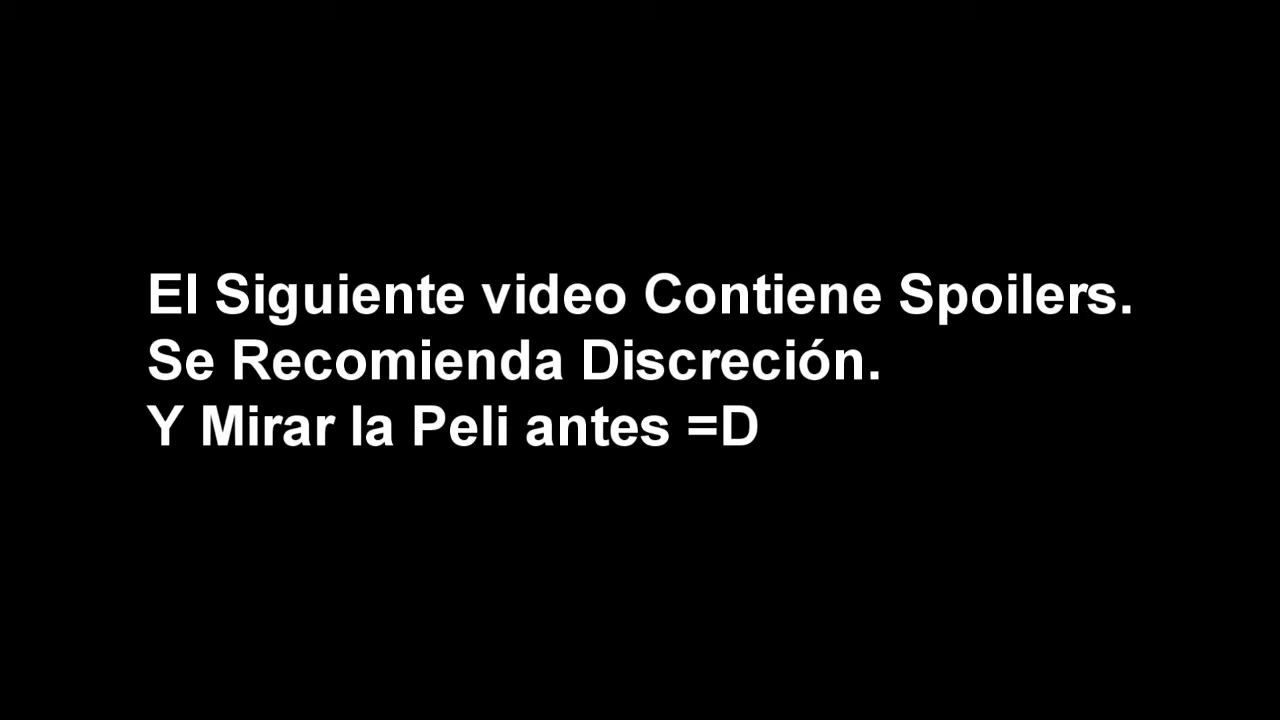 El Siguiente video Contiene Spoilers.
Se Recomienda Discreción.
Y Mirar la Peli antes =D